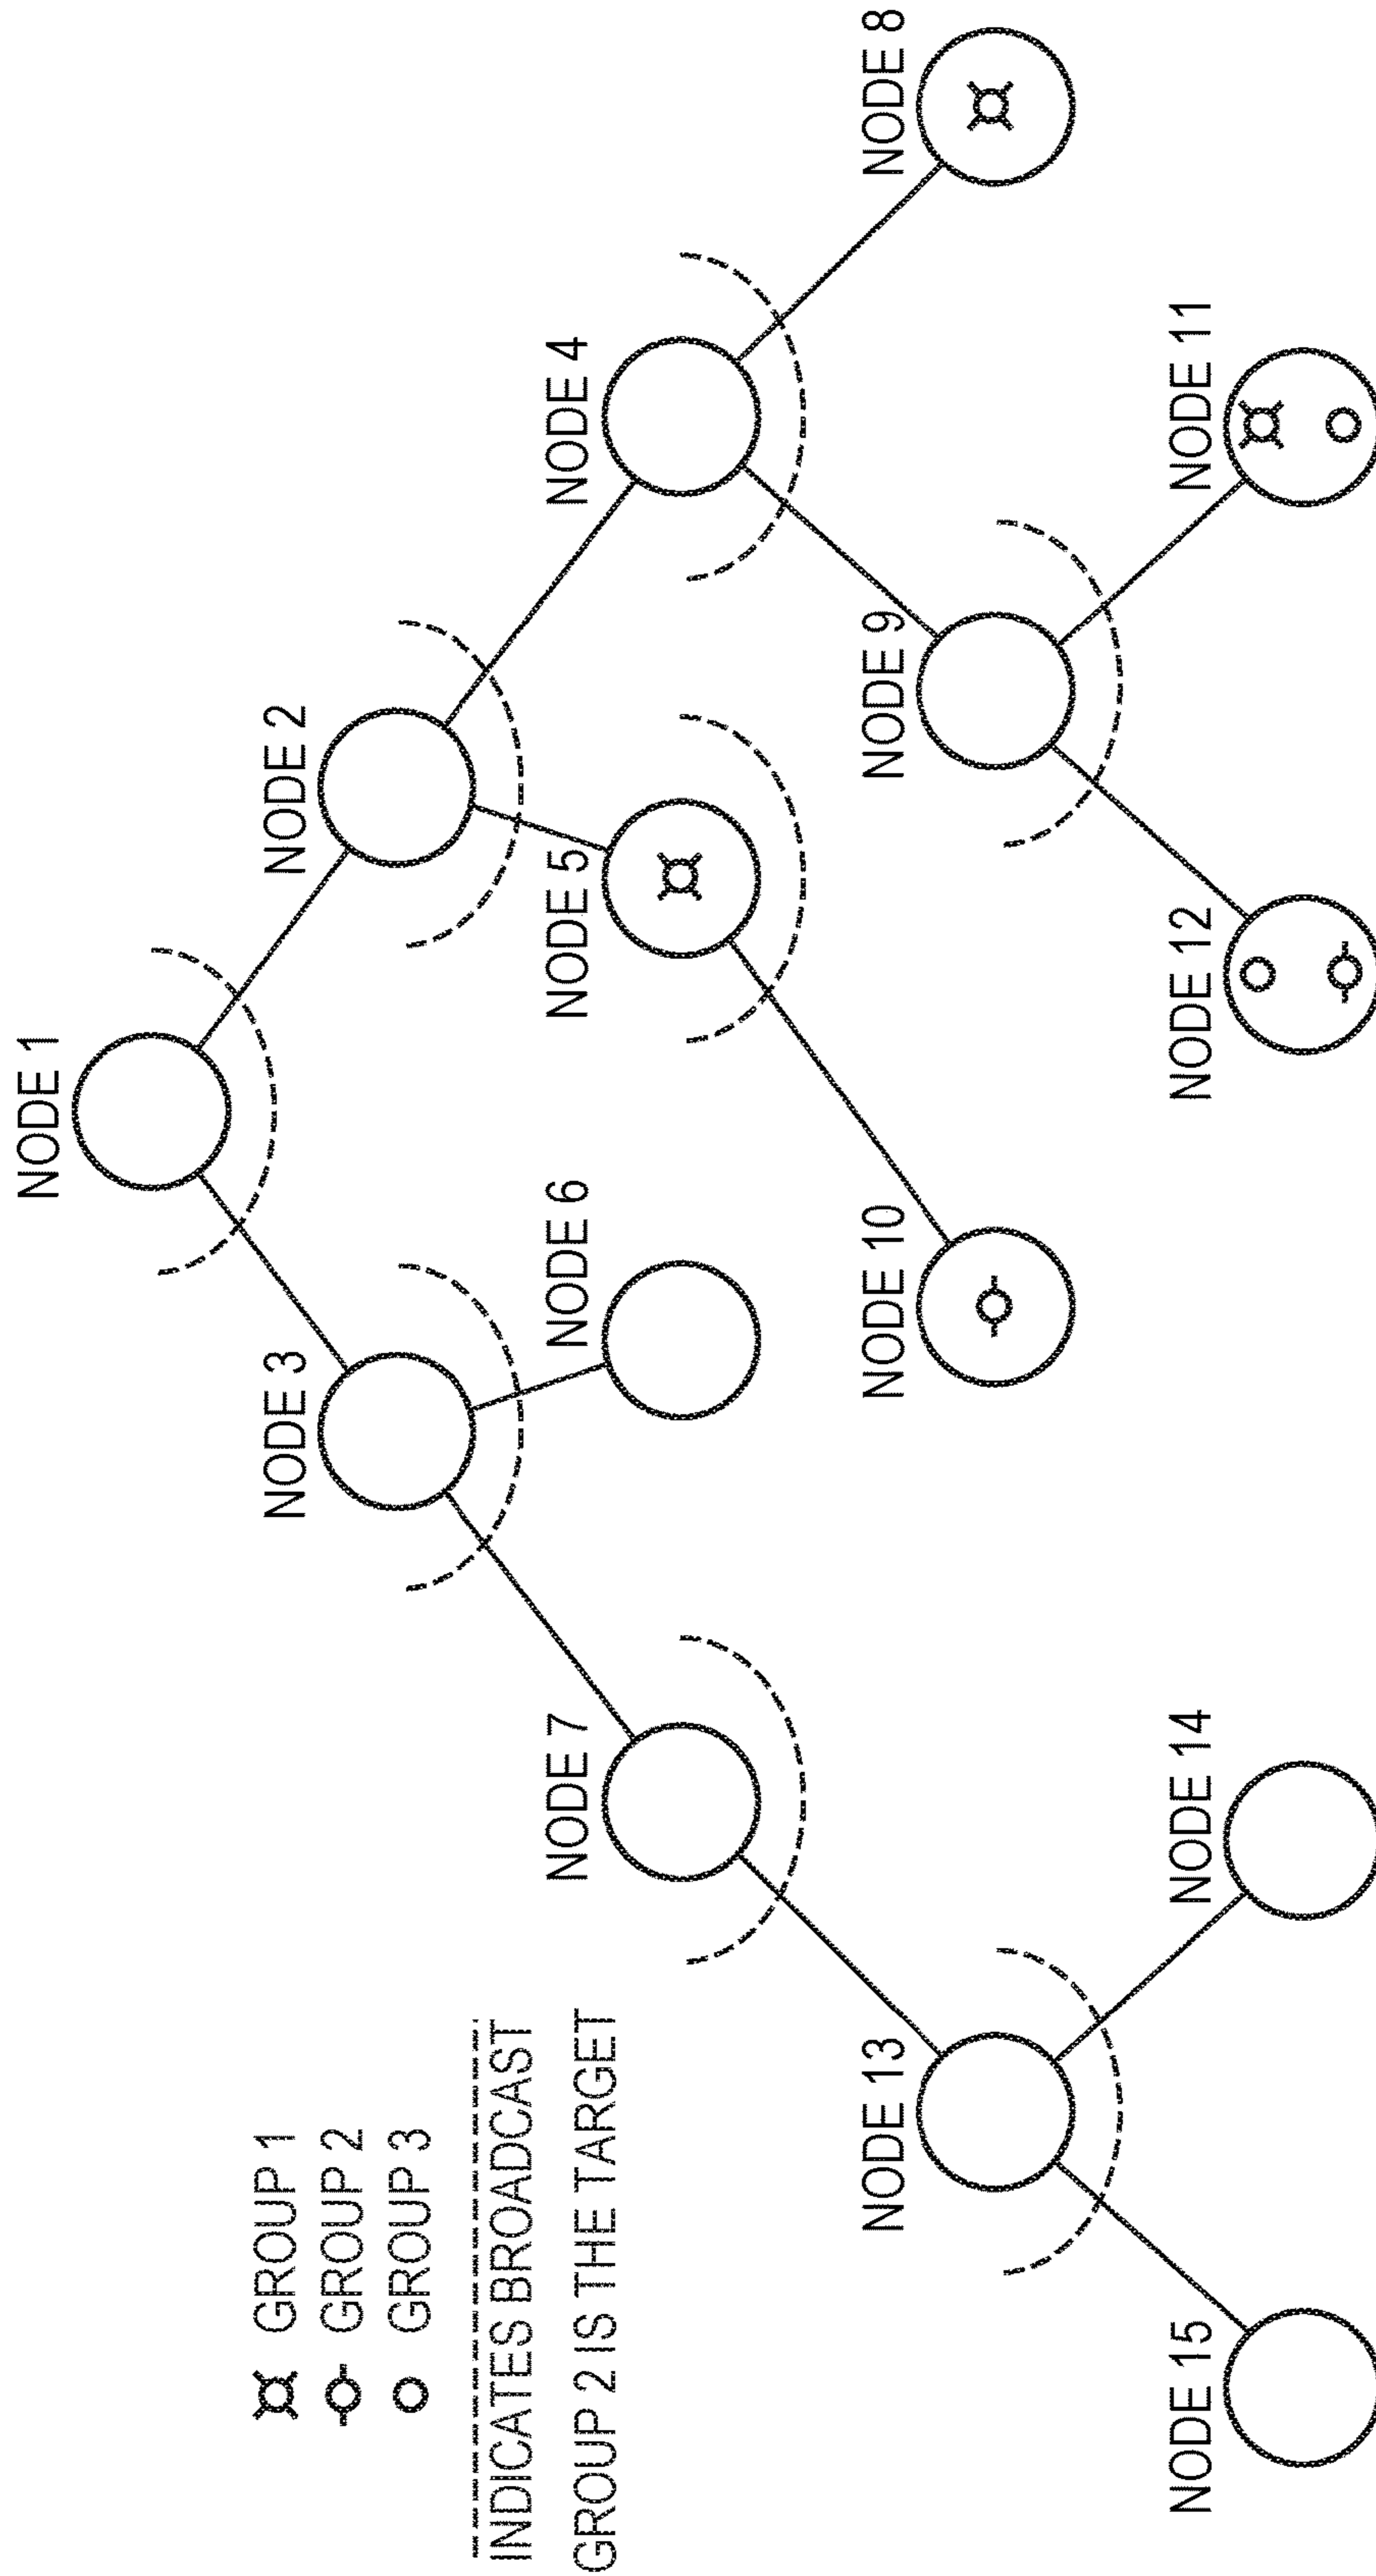 NODE 1
NODE 3
NODE 2
NODE 7
NODE 6
NODE 5
NODE 4
NODE 13
NODE 10
NODE 9
NODE 8
NODE 15
NODE 14
NODE 12
NODE 11
GROUP 1
GROUP 2
GROUP 3
INDICATES BROADCAST
GROUP 2 IS THE TARGET